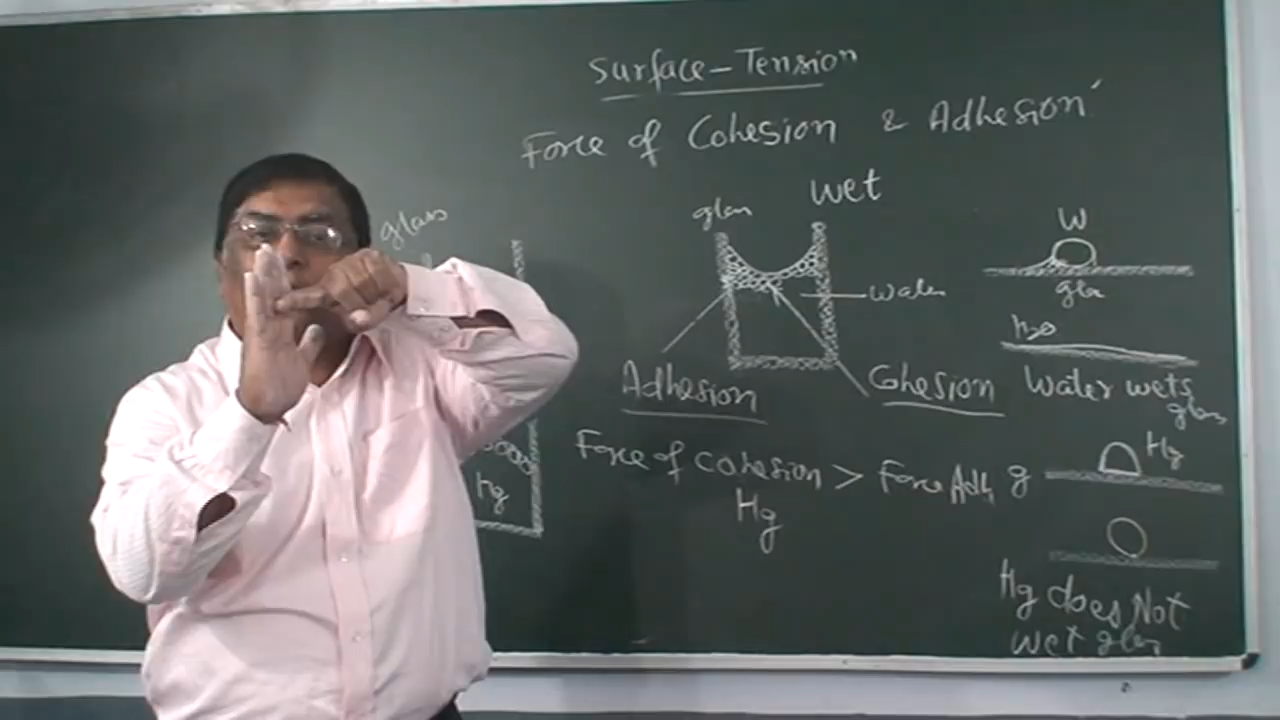 Surface-Tension
Force of Cohesion & Adhesion
glass
glass
wet
water
Adhesion
Cohesion
W
glas
H2O
Water wets
glass
Force of cohesion > Force Adh g
Hg
Hg
Hg
Hg does Not
wet glass